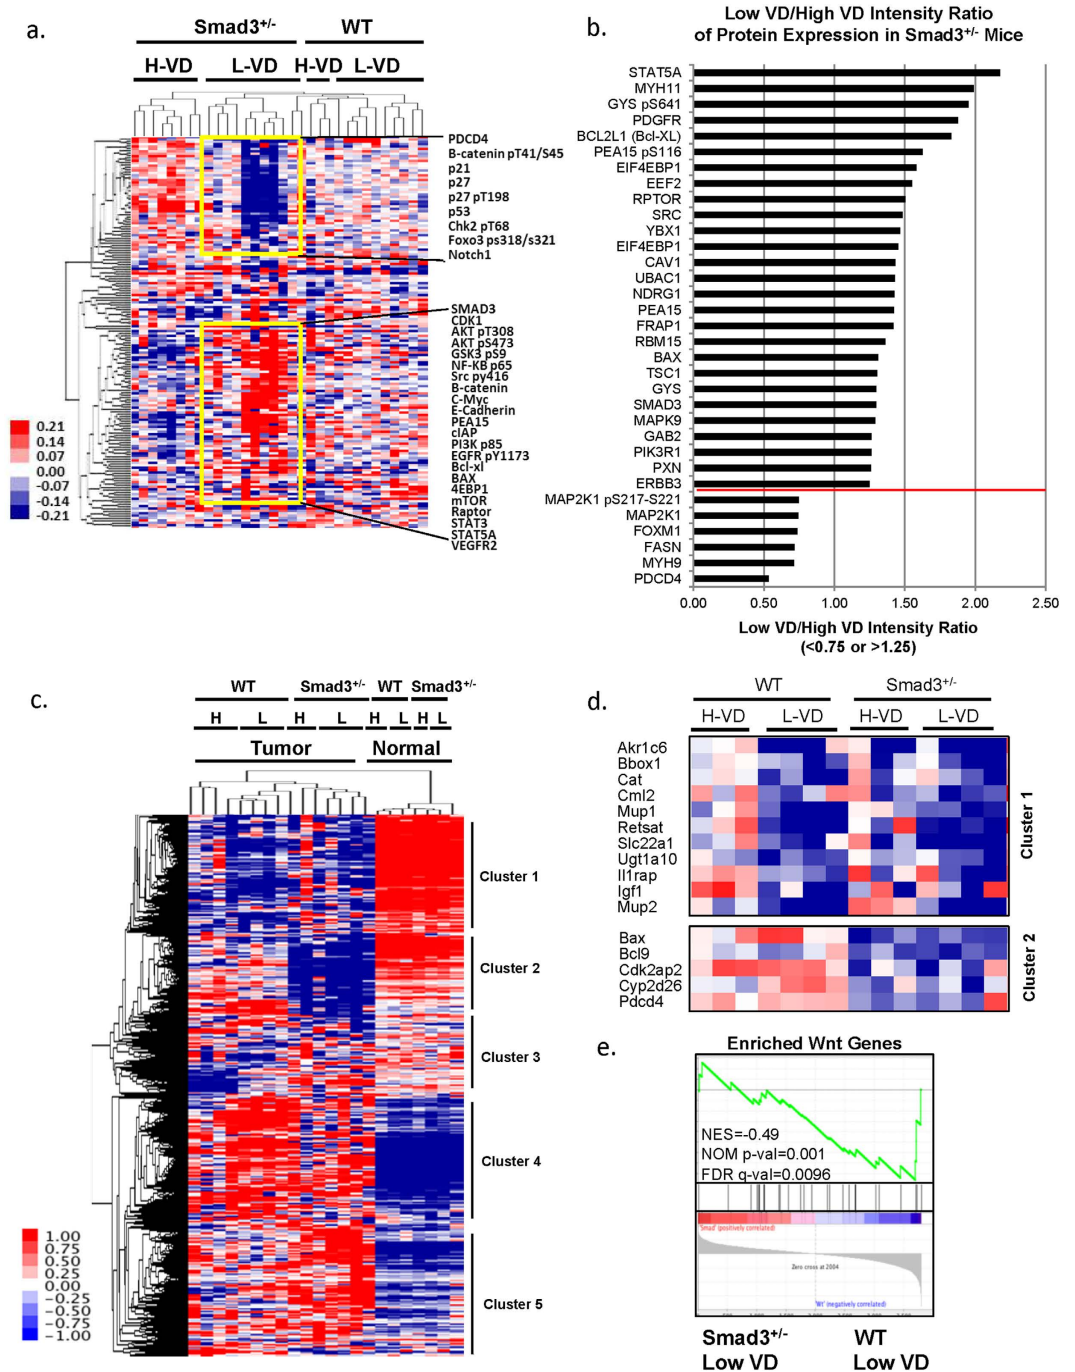 a.
Smad3+/-
WT
H-VD
L-VD
H-VD
L-VD
PDCD4
B-catenin pT41/S45
p21
p27
p27 pT198
p53
Chk2 pT68
Foxo3 ps318/s321
Notch1
SMAD3
CDK1
AKT pT308
AKT pS473
GSK3 pS9
NF-KB p65
Src py416
B-catenin
C-Myc
E-Cadherin
PEA15
cIAP
PI3K p85
EGFR pY1173
Bcl-xl
BAX
4EBP1
mTOR
Raptor
STAT3
STAT5A
VEGFR2
0.21
0.14
0.07
0.00
-0.07
-0.14
-0.21
b.
Low VD/High VD Intensity Ratio
of Protein Expression in Smad3+/- Mice
STAT5A
MYH11
GYS pS641
PDGFR
BCL2L1 (Bcl-XL)
PEA15 pS116
EIF4EBP1
EEF2
RPTOR
SRC
YBX1
EIF4EBP1
CAV1
UBAC1
NDRG1
PEA15
FRAP1
RBM15
BAX
TSC1
GYS
SMAD3
MAPK9
GAB2
PIK3R1
PXN
ERBB3
MAP2K1 pS217-S221
MAP2K1
FOXM1
FASN
MYH9
PDCD4
0.00 0.50 1.00 1.50 2.00 2.50
Low VD/High VD Intensity Ratio
(<0.75 or >1.25)
c.
WT Smad3+/- WT Smad3+/-
H L H L H L H L
Tumor Normal
Cluster 1
Cluster 2
Cluster 3
Cluster 4
Cluster 5
1.00
0.75
0.50
0.25
0.00
-0.25
-0.50
-0.75
-1.00
d.
WT Smad3+/-
H-VD L-VD H-VD L-VD
Akr1c6
Bbox1
Cat
Cml2
Mup1
Retsat
Slc22a1
Ugt1a10
Il1rap
Igf1
Mup2
Cluster 1
Bax
Bcl9
Cdk2ap2
Cyp2d26
Pdcd4
Cluster 2
e.
Enriched Wnt Genes
NES=-0.49
NOM p-val=0.001
FDR q-val=0.0096
'Smad' (positively correlated)
Zero cross at 2004
'Wt' (negatively correlated)
Smad3+/- WT
Low VD Low VD